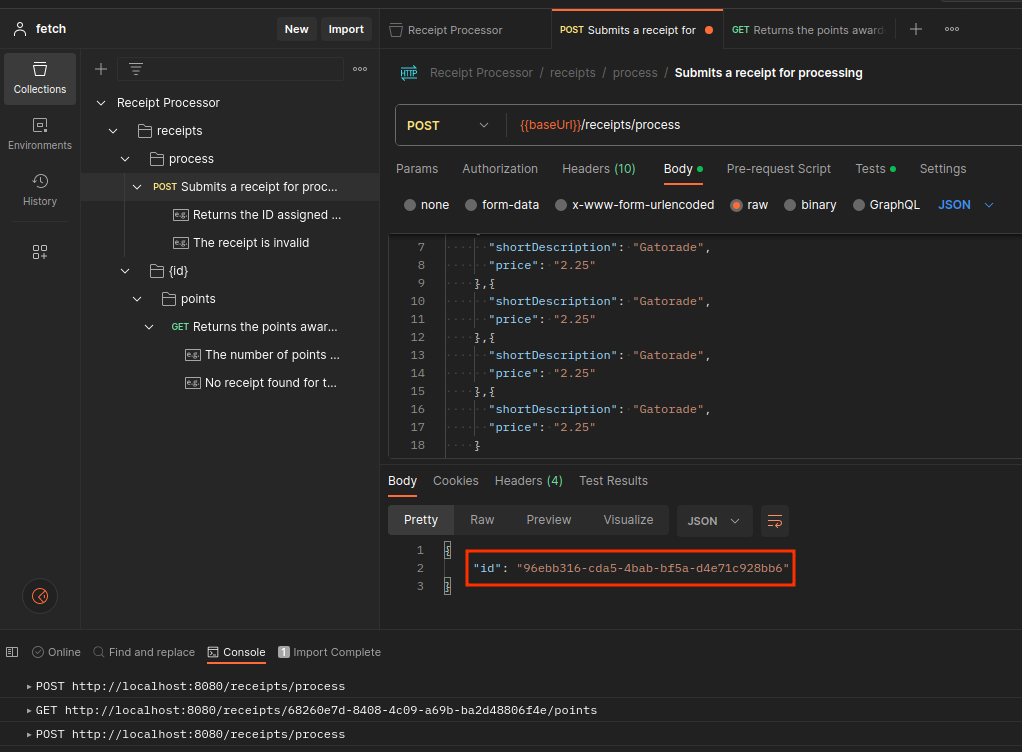 fetch
New
Import
Receipt Processor
POST Submits a receipt for
GET Returns the points award
Collections
Environments
History
Receipt Processor
receipts
process
POST Submits a receipt for proc...
e.g. Returns the ID assigned ...
e.g. The receipt is invalid
{id}
points
GET Returns the points awar...
e.g. The number of points ...
e.g. No receipt found for t...
HTTP Receipt Processor / receipts / process / Submits a receipt for processing
POST {{baseUrl}}/receipts/process
Params Authorization Headers (10) Body Pre-request Script Tests Settings
none form-data x-www-form-urlencoded raw binary GraphQL JSON
7 "shortDescription": "Gatorade",
8 "price": "2.25"
9 },{
10 "shortDescription": "Gatorade",
11 "price": "2.25"
12 },{
13 "shortDescription": "Gatorade",
14 "price": "2.25"
15 },{
16 "shortDescription": "Gatorade",
17 "price": "2.25"
18 }
Body Cookies Headers (4) Test Results
Pretty Raw Preview Visualize JSON
1 {
2 "id": "96ebb316-cda5-4bab-bf5a-d4e71c928bb6"
3 }
Online Find and replace Console 1 Import Complete
POST http://localhost:8080/receipts/process
GET http://localhost:8080/receipts/68260e7d-8408-4c09-a69b-ba2d48806f4e/points
POST http://localhost:8080/receipts/process